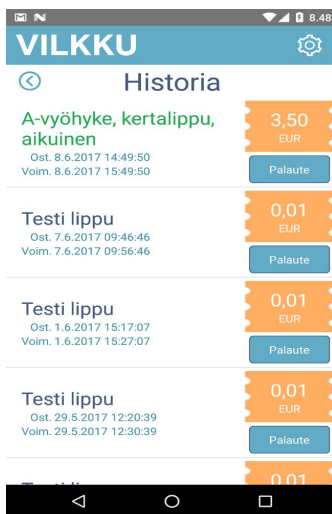 8.48
VILKKU
Historia
A-vyöhyke, kertalippu,
aikuinen
Ost. 8.6.2017 14:49:50
Voim. 8.6.2017 15:49:50
3,50
EUR
Palaute
Testi lippu
Ost. 7.6.2017 09:46:46
Voim. 7.6.2017 09:56:46
0,01
EUR
Palaute
Testi lippu
Ost. 1.6.2017 15:17:07
Voim. 1.6.2017 15:27:07
0,01
EUR
Palaute
Testi lippu
Ost. 29.5.2017 12:20:39
Voim. 29.5.2017 12:30:39
0,01
EUR
Palaute
0,01